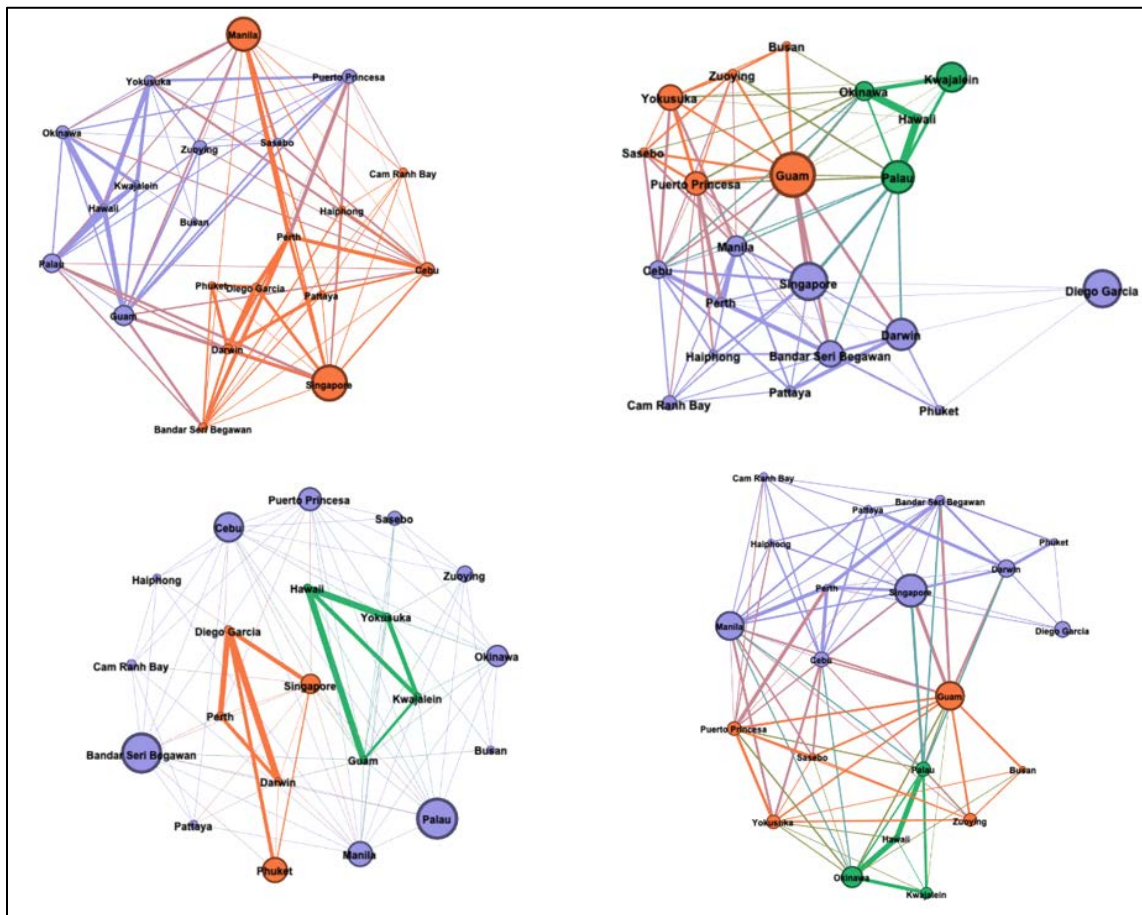 Manila
Yokusuka
Puerto Princesa
Okinawa
Zuoying
Sasebo
Cam Ranh Bay
Kwajalein
Hawaii
Haiphong
Busan
Perth
Palau
Cebu
Phuket
Diego Garcia
Pattaya
Guam
Darwin
Singapore
Bandar Seri Begawan
Busan
Zuoying
Kwajalein
Okinawa
Yokusuka
Hawaii
Sasebo
Guam
Palau
Puerto Princesa
Manila
Cebu
Singapore
Diego Garcia
Perth
Darwin
Haiphong
Bandar Seri Begawan
Pattaya
Cam Ranh Bay
Phuket
Puerto Princesa
Sasebo
Cebu
Haiphong
Zuoying
Hawaii
Yokusuka
Diego Garcia
Okinawa
Cam Ranh Bay
Singapore
Kwajalein
Perth
Bandar Seri Begawan
Guam
Busan
Darwin
Pattaya
Palau
Manila
Phuket
Cam Ranh Bay
Bandar Seri Begawan
Pattaya
Haiphong
Phuket
Darwin
Perth
Singapore
Manila
Diego Garcia
Cebu
Guam
Puerto Princesa
Sasebo
Palau
Busan
Yokusuka
Zuoying
Hawaii
Okinawa
Kwajalein